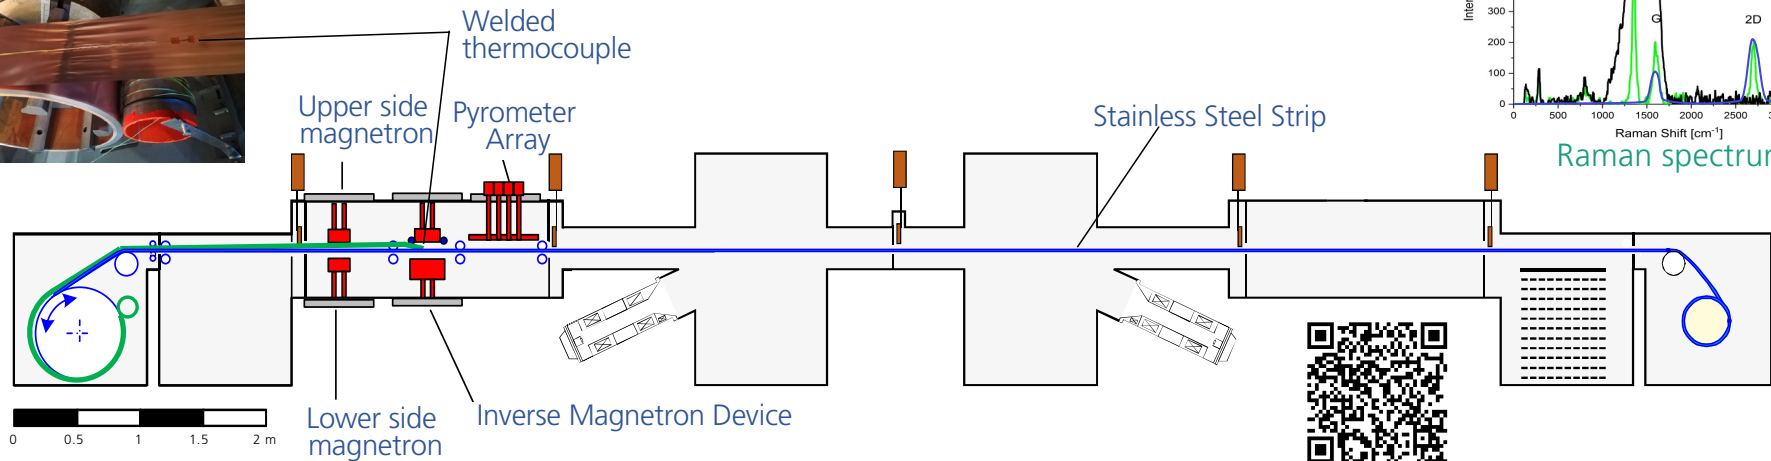 Welded
thermocouple
Upper side
magnetron
Pyrometer
Array
Stainless Steel Strip
300
200
100
0
G
2D
0 500 1000 1500 2000 2500
Raman Shift [cm⁻¹]
Lower side
magnetron
Inverse Magnetron Device
0 0.5 1 1.5 2 m